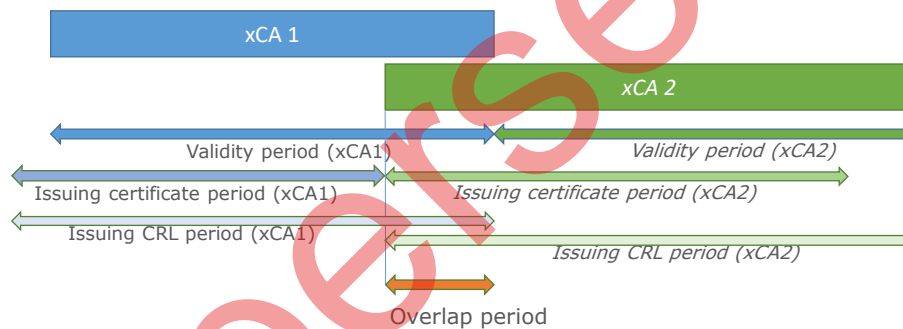 xCA 1
xCA 2
Validity period (xCA1)
Validity period (xCA2)
Issuing certificate period (xCA1)
Issuing certificate period (xCA2)
Issuing CRL period (xCA1)
Issuing CRL period (xCA2)
Overlap period